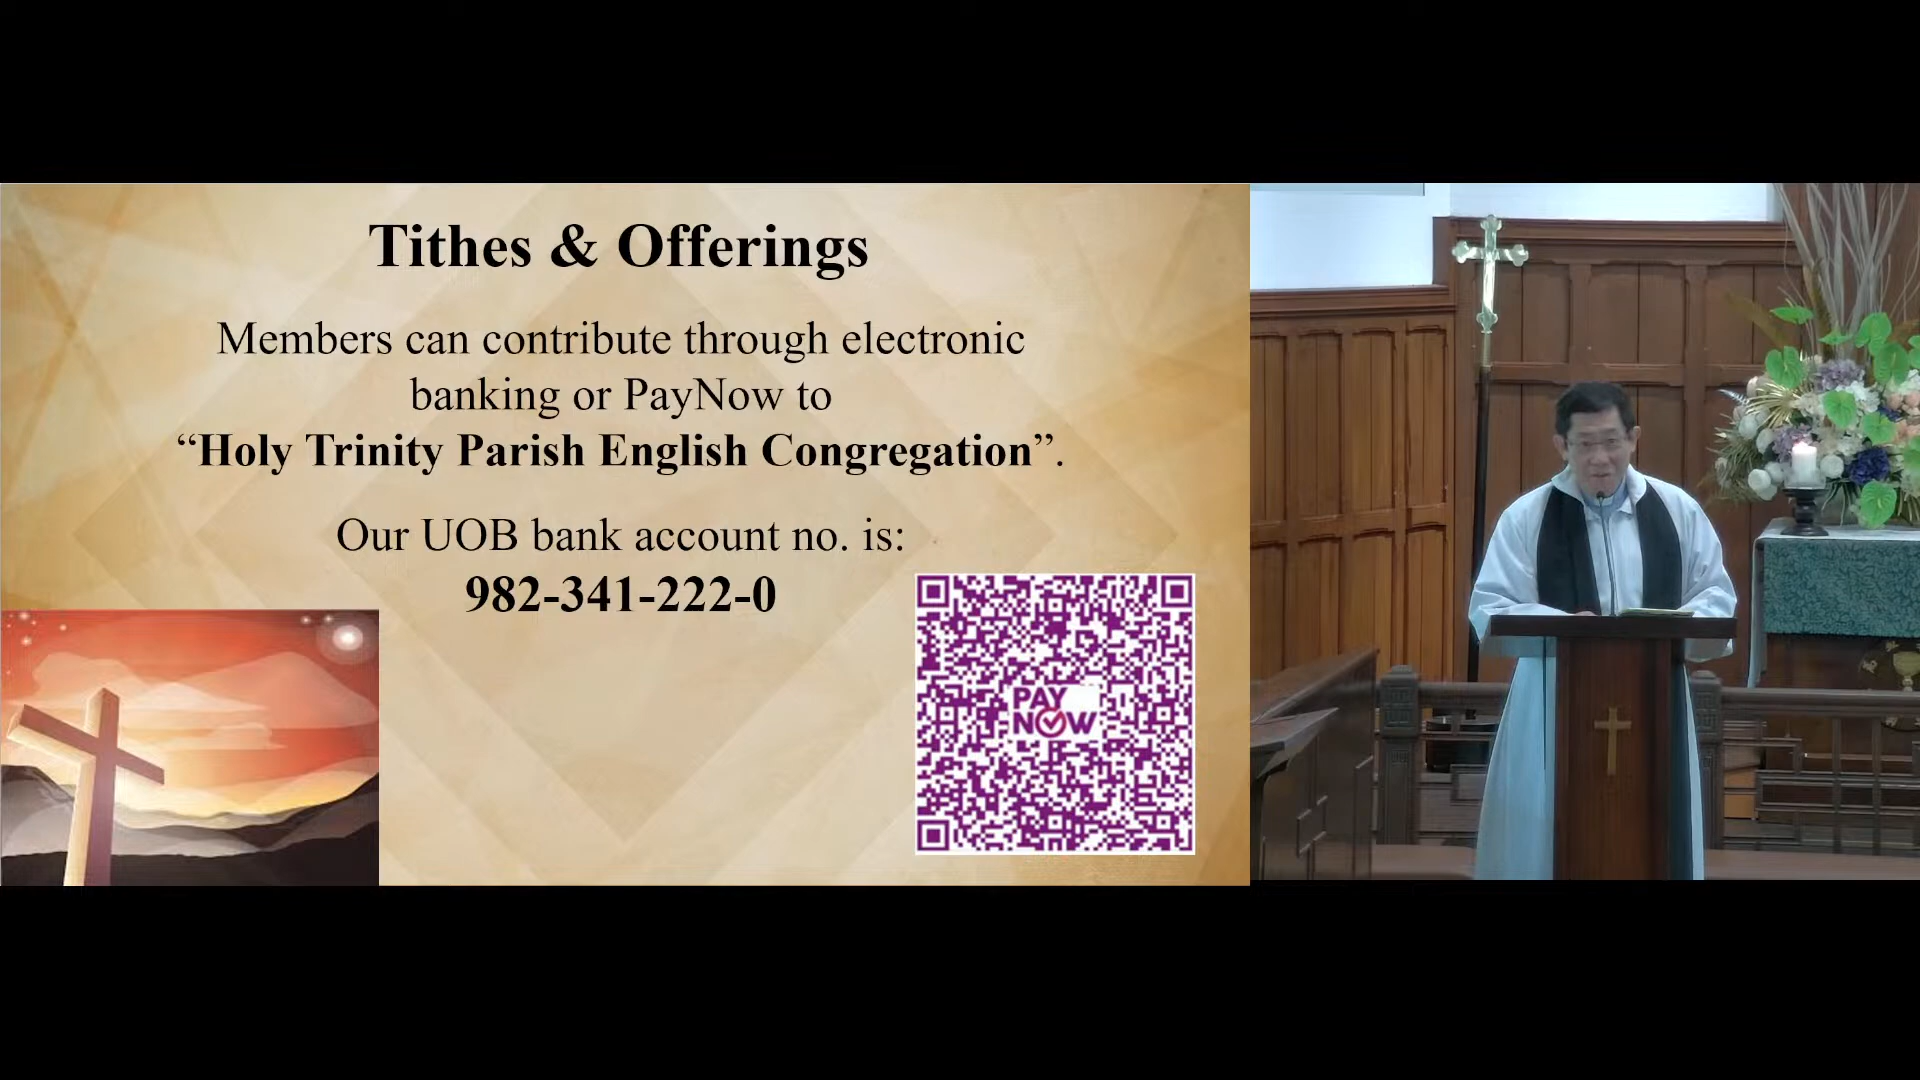 Tithes & Offerings
Members can contribute through electronic
banking or PayNow to
“Holy Trinity Parish English Congregation”.
Our UOB bank account no. is:
982-341-222-0
PAY
NOW